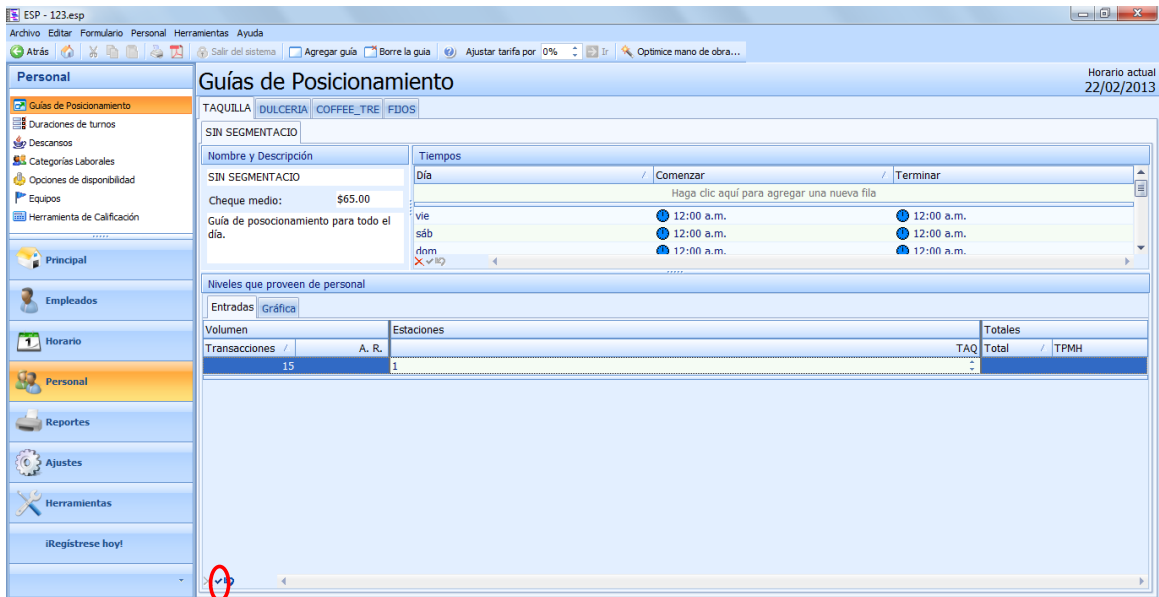 ESP - 123.esp
Archivo Editar Formulario Personal Herramientas Ayuda
Atrás Salir del sistema Agregar guía Borre la guia Ajustar tarifa por 0% Ir Optimice mano de obra...
Personal
Guías de Posicionamiento
Duraciones de turnos
Descansos
Categorías Laborales
Opciones de disponibilidad
Equipos
Herramienta de Calificación
Principal
Empleados
Horario
Personal
Reportes
Ajustes
Herramientas
¡Regístrese hoy!
Guías de Posicionamiento
Horario actual
22/02/2013
TAQUILLA DULCERIA COFFEE_TRE FIJOS
SIN SEGMENTACIO
Nombre y Descripción
SIN SEGMENTACIO
Cheque medio: $65.00
Guía de posocionamiento para todo el
día.
Tiempos
Día Comenzar Terminar
Haga clic aquí para agregar una nueva fila
vie 12:00 a.m. 12:00 a.m.
sáb 12:00 a.m. 12:00 a.m.
dom 12:00 a.m. 12:00 a.m.
Niveles que proveen de personal
Entradas Gráfica
Volumen Estaciones Totales
Transacciones A. R. TAQ Total TPMH
15 1